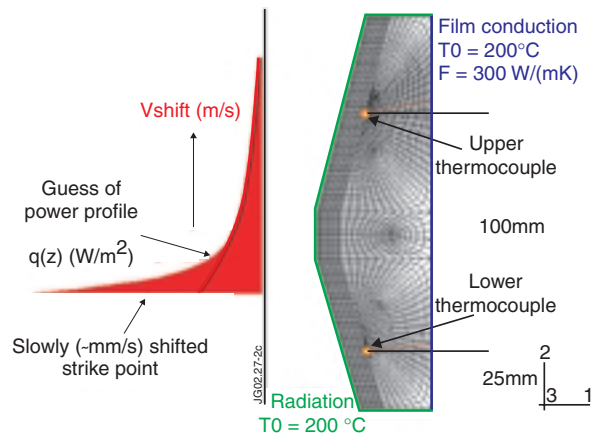 Film conduction
T0 = 200°C
F = 300 W/(mK)
Vshift (m/s)
Upper
thermocouple
Guess of
power profile
q(z) (W/m²)
100mm
Lower
thermocouple
Slowly (~mm/s) shifted
strike point
JG02.27-2c
25mm
2
3
1
Radiation
T0 = 200 °C